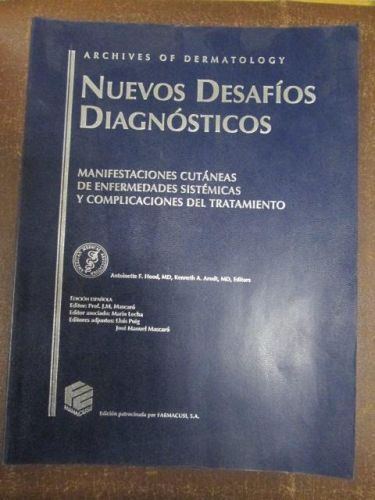 ARCHIVES OF DERMATOLOGY
NUEVOS DESAFÍOS
DIAGNÓSTICOS
MANIFESTACIONES CUTÁNEAS
DE ENFERMEDADES SISTÉMICAS
Y COMPLICACIONES DEL TRATAMIENTO
Antoinette F. Hood, MD, Kenneth A. Arndt, MD, Editors
EDICIÓN ESPAÑOLA
Editor: Prof. J.M. Mascaró
Editor asociado: Mario Lecha
Editores adjuntos: Lluís Puig
José Manuel Mascaró
FARMACUSI
Edición patrocinada por FARMACUSI, S.A.